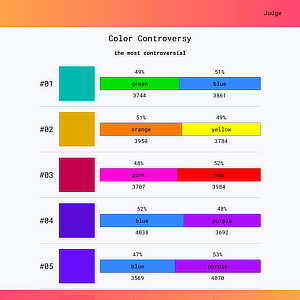 Judge
Color Controversy
the most controversial
49% 51%
#01 green blue
3744 3861
51% 49%
#02 orange yellow
3950 3784
48% 52%
#03 pink red
3707 3984
52% 48%
#04 blue purple
4038 3692
47% 53%
#05 blue purple
3569 4070